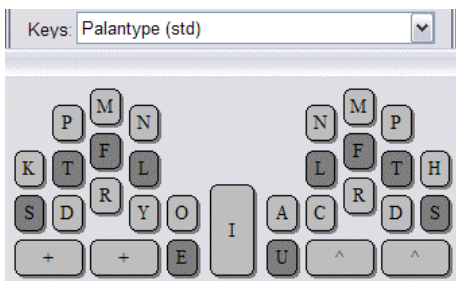 Keys: Palantype (std)
M M
P N N P
F F
K T L L T H
R R
S D Y O A C D S
I
+ + E U ^ ^